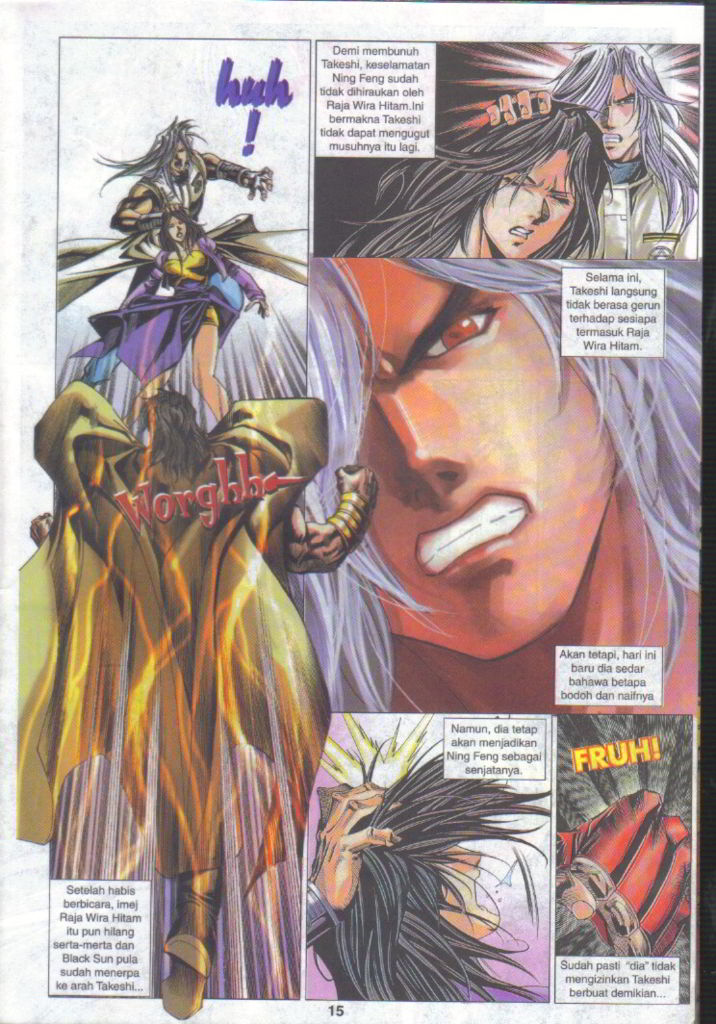 huh
!
Demi membunuh
Takeshi, keselamatan
Ning Feng sudah
tidak dihiraukan oleh
Raja Wira Hitam.Ini
bermakna Takeshi
tidak dapat mengugut
musuhnya itu lagi.
Selama ini,
Takeshi langsung
tidak berasa gerun
terhadap sesiapa
termasuk Raja
Wira Hitam.
Worghh
Akan tetapi, hari ini
baru dia sedar
bahawa betapa
bodoh dan naifnya
Setelah habis
berbicara, imej
Raja Wira Hitam
itu pun hilang
serta-merta dan
Black Sun pula
sudah menerpa
ke arah Takeshi...
Namun, dia tetap
akan menjadikan
Ning Feng sebagai
senjatanya.
FRUH!
Sudah pasti "dia" tidak
mengizinkan Takeshi
berbuat demikian...
15